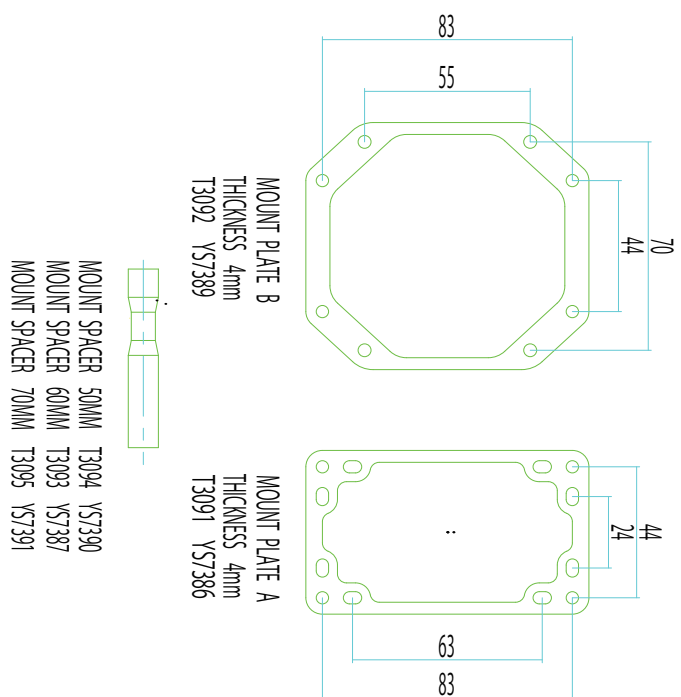 83
55
70
44
MOUNT PLATE B
THICKNESS 4mm
T3092 YS7389
MOUNT SPACER 50MM T3094 YS7390
MOUNT SPACER 60MM T3093 YS7387
MOUNT SPACER 70MM T3095 YS7391
MOUNT PLATE A
THICKNESS 4mm
T3091 YS7386
44
24
63
83